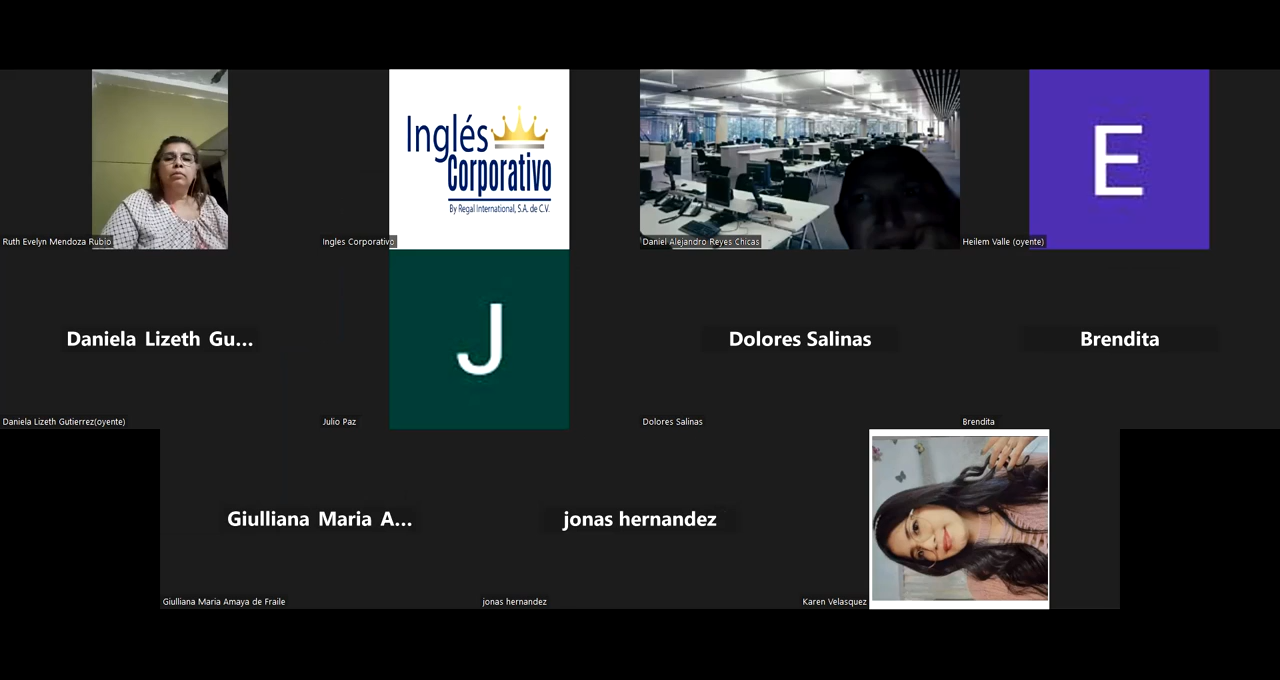 Inglés
Corporativo
By Regal International, S.A. de C.V.
E
Ruth Evelyn Mendoza Rubio
Ingles Corporativo
Daniel Alejandro Reyes Chicas
Heilem Valle (oyente)
Daniela Lizeth Gu...
J
Dolores Salinas
Brendita
Daniela Lizeth Gutierrez(oyente)
Julio Paz
Dolores Salinas
Brendita
Giulliana Maria A...
jonas hernandez
Giulliana Maria Amaya de Fraile
jonas hernandez
Karen Velasquez